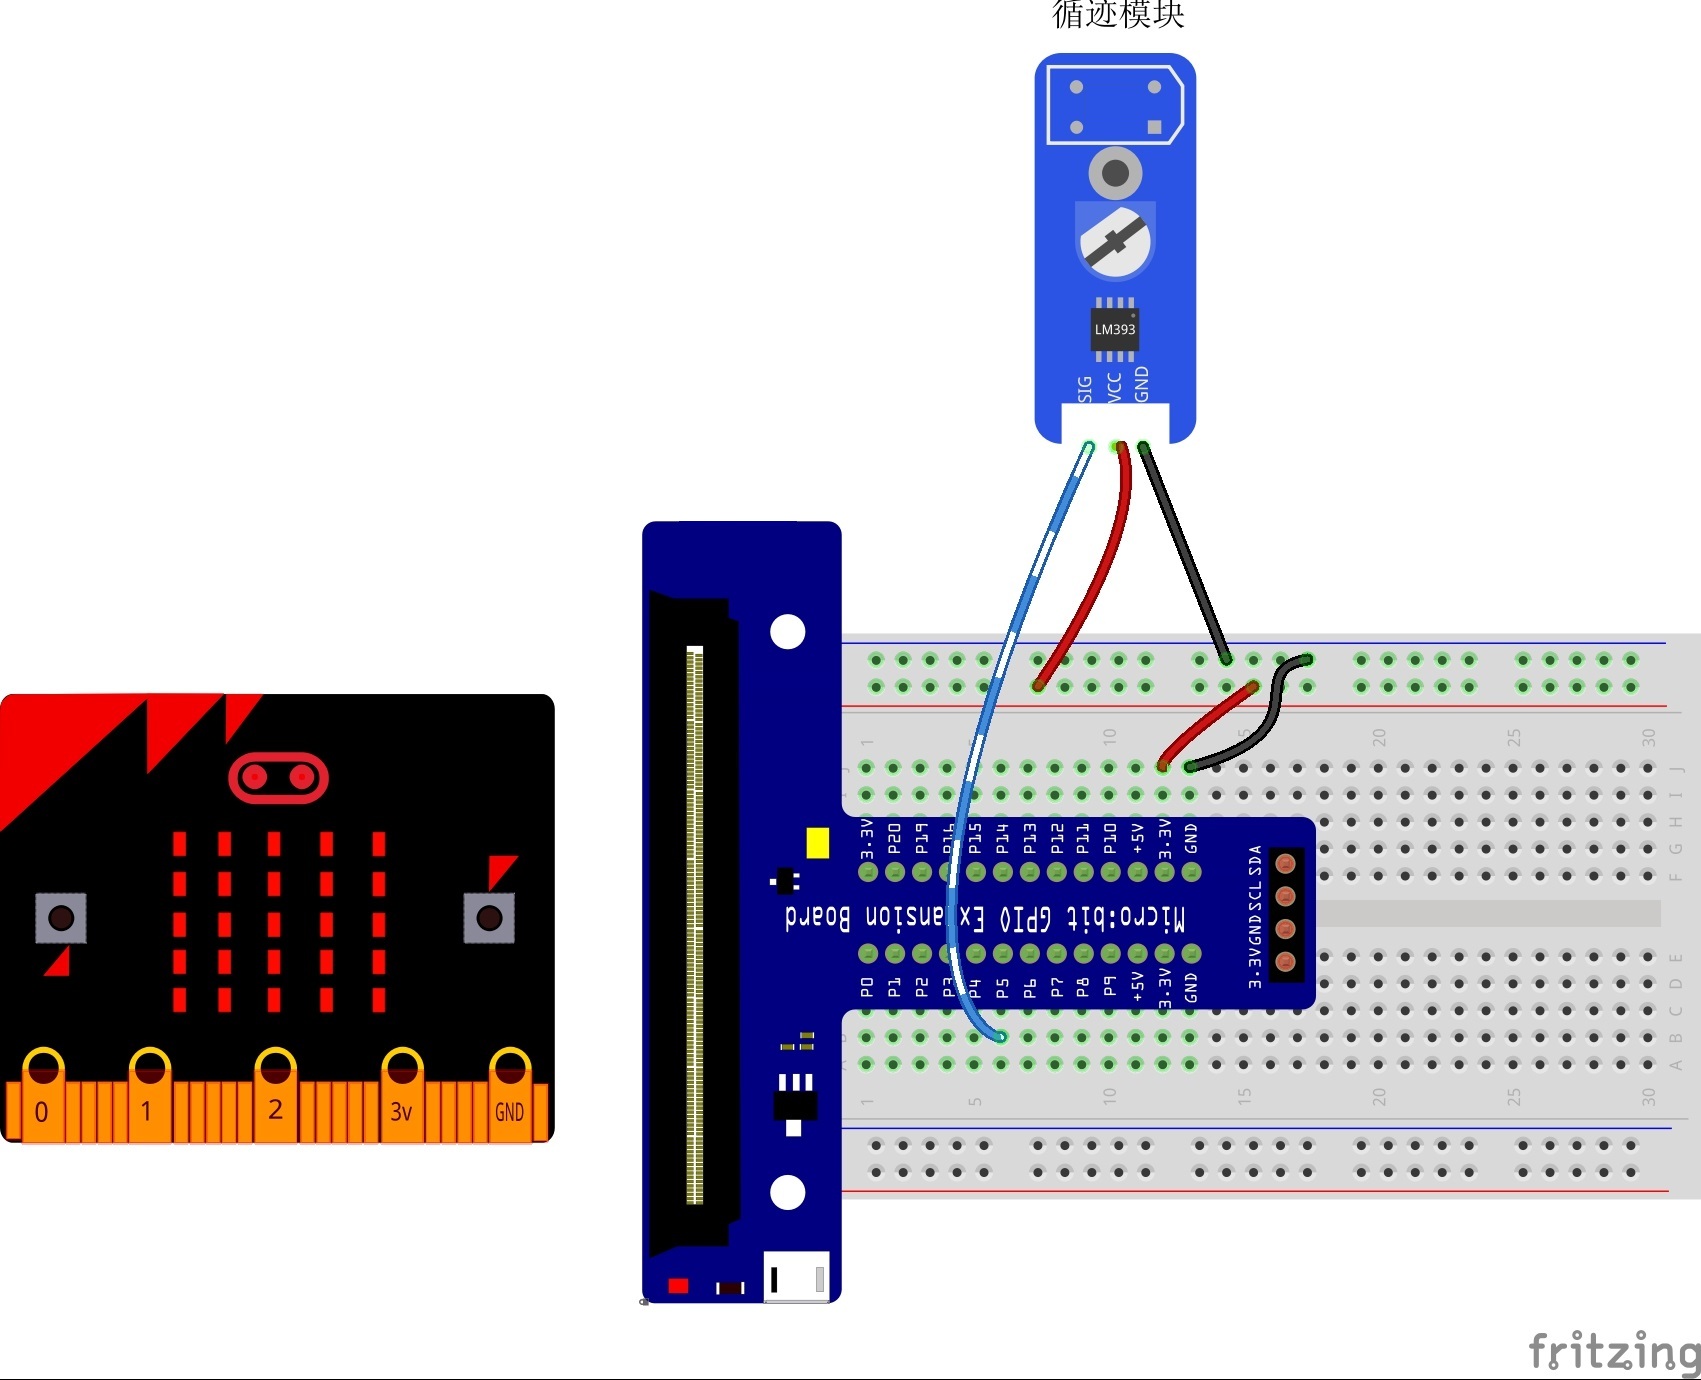 循迹模块
LM393
SIG VCC GND
1 10 15 20 25 30
J
I
H
G
F
3.3V P20 P19 P16 P15 P14 P13 P12 P11 P10 +5V 3.3V GND
Micro:bit GPIO Expansion Board
SDA
SCL
GND
3.3V
P0 P1 P2 P3 P4 P5 P6 P7 P8 P9 +5V 3.3V GND
E
D
C
B
A
1 5 10 15 20 25 30
0 1 2 3v GND
fritzing